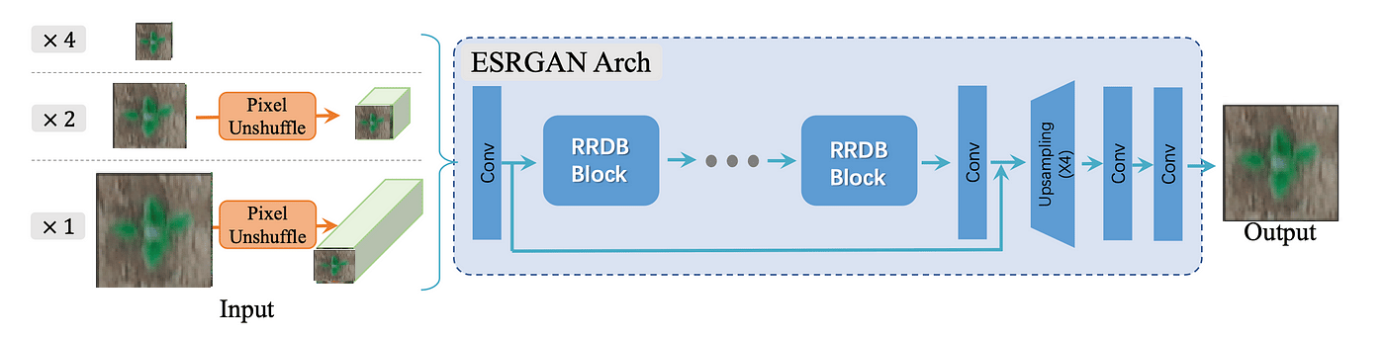 × 4
× 2
Pixel
Unshuffle
× 1
Pixel
Unshuffle
Input
ESRGAN Arch
Conv
RRDB
Block
RRDB
Block
Conv
Upsampling
(X4)
Conv
Conv
Output